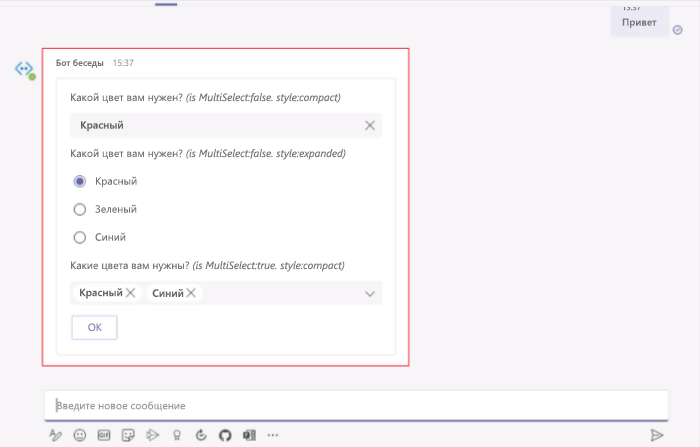 15:37
Привет
Бот беседы 15:37
Какой цвет вам нужен? (is MultiSelect:false. style:compact)
Красный
Какой цвет вам нужен? (is MultiSelect:false. style:expanded)
Красный
Зеленый
Синий
Какие цвета вам нужны? (is MultiSelect:true. style:compact)
Красный Синий
OK
Введите новое сообщение
GIF